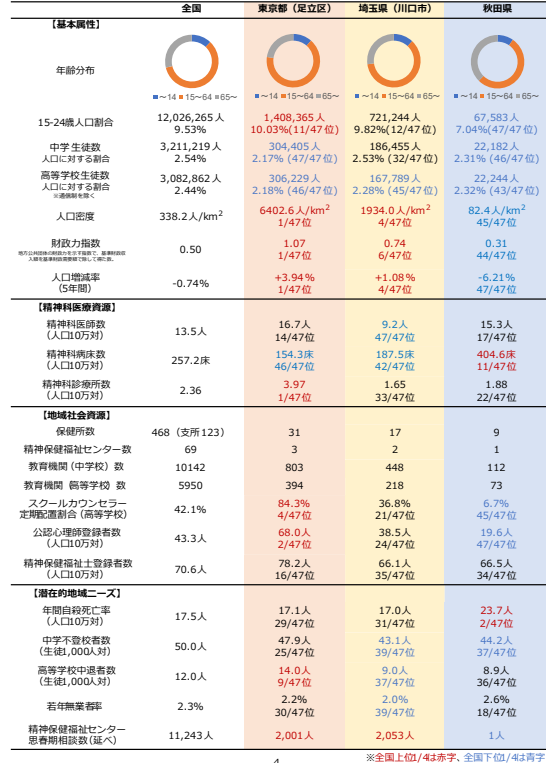 全国 東京都（足立区） 埼玉県（川口市） 秋田県
【基本属性】
年齢分布
～14 15～64 65～ ～14 15～64 65～ ～14 15～64 65～ ～14 15～64 65～
15-24歳人口割合
12,026,265人 1,408,365人 721,244人 67,583人
9.53% 10.03%(11/47位) 9.82%(12/47位) 7.04%(47/47位)
中学生徒数 3,211,219人 304,405人 186,455人 22,182人
人口に対する割合 2.54% 2.17% (47/47位) 2.53% (32/47位) 2.31% (46/47位)
高等学校生徒数 3,082,862人 306,229人 167,789人 22,244人
人口に対する割合 2.44% 2.18% (46/47位) 2.28% (45/47位) 2.32% (43/47位)
※通信制を除く
人口密度 338.2人/km² 6402.6人/km² 1934.0人/km² 82.4人/km²
1/47位 4/47位 45/47位
財政力指数 0.50 1.07 0.74 0.31
1/47位 6/47位 44/47位
人口増減率 -0.74% +3.94% +1.08% -6.21%
（5年間） 1/47位 4/47位 47/47位
【精神科医療資源】
精神科医師数 13.5人 16.7人 9.2人 15.3人
（人口10万対） 14/47位 47/47位 17/47位
精神科病床数 257.2床 154.3床 187.5床 404.6床
（人口10万対） 46/47位 42/47位 11/47位
精神科診療所数 2.36 3.97 1.65 1.88
（人口10万対） 1/47位 33/47位 22/47位
【地域社会資源】
保健所数 468（支所123） 31 17 9
精神保健福祉センター数 69 3 2 1
教育機関（中学校）数 10142 803 448 112
教育機関（高等学校）数 5950 394 218 73
スクールカウンセラー 42.1% 84.3% 36.8% 6.7%
定期配置割合（高等学校） 4/47位 21/47位 45/47位
公認心理師登録者数 43.3人 68.0人 38.5人 19.6人
（人口10万対） 2/47位 24/47位 47/47位
精神保健福祉士登録者数 70.6人 78.2人 66.1人 66.5人
（人口10万対） 16/47位 35/47位 34/47位
【潜在的地域ニーズ】
年間自殺死亡率 17.5人 17.1人 17.0人 23.7人
（人口10万対） 29/47位 31/47位 2/47位
中学不登校者数 50.0人 47.9人 43.1人 44.2人
（生徒1,000人対） 25/47位 39/47位 37/47位
高等学校中退者数 12.0人 14.0人 9.0人 8.9人
（生徒1,000人対） 9/47位 37/47位 36/47位
若年無業者率 2.3% 2.2% 2.0% 2.6%
30/47位 39/47位 18/47位
精神保健福祉センター 11,243人 2,001人 2,053人 1人
思春期相談数（延べ）
※全国上位1/4は赤字、全国下位1/4は青字